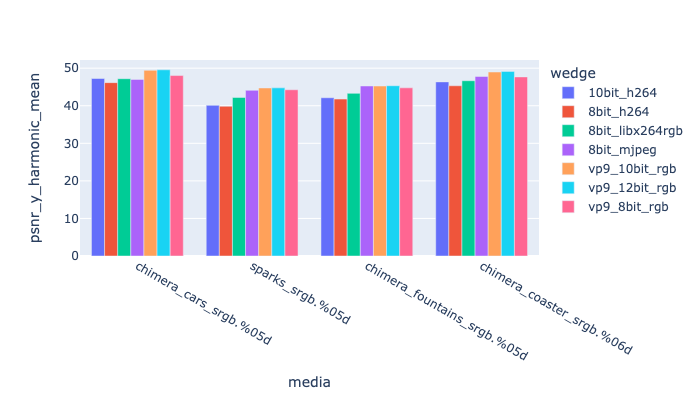 psnr_y_harmonic_mean
50
40
30
20
10
0
chimera_cars_srgb.%05d
sparks_srgb.%05d
chimera_fountains_srgb.%05d
chimera_coaster_srgb.%06d
media
wedge
10bit_h264
8bit_h264
8bit_libx264rgb
8bit_mjpeg
vp9_10bit_rgb
vp9_12bit_rgb
vp9_8bit_rgb